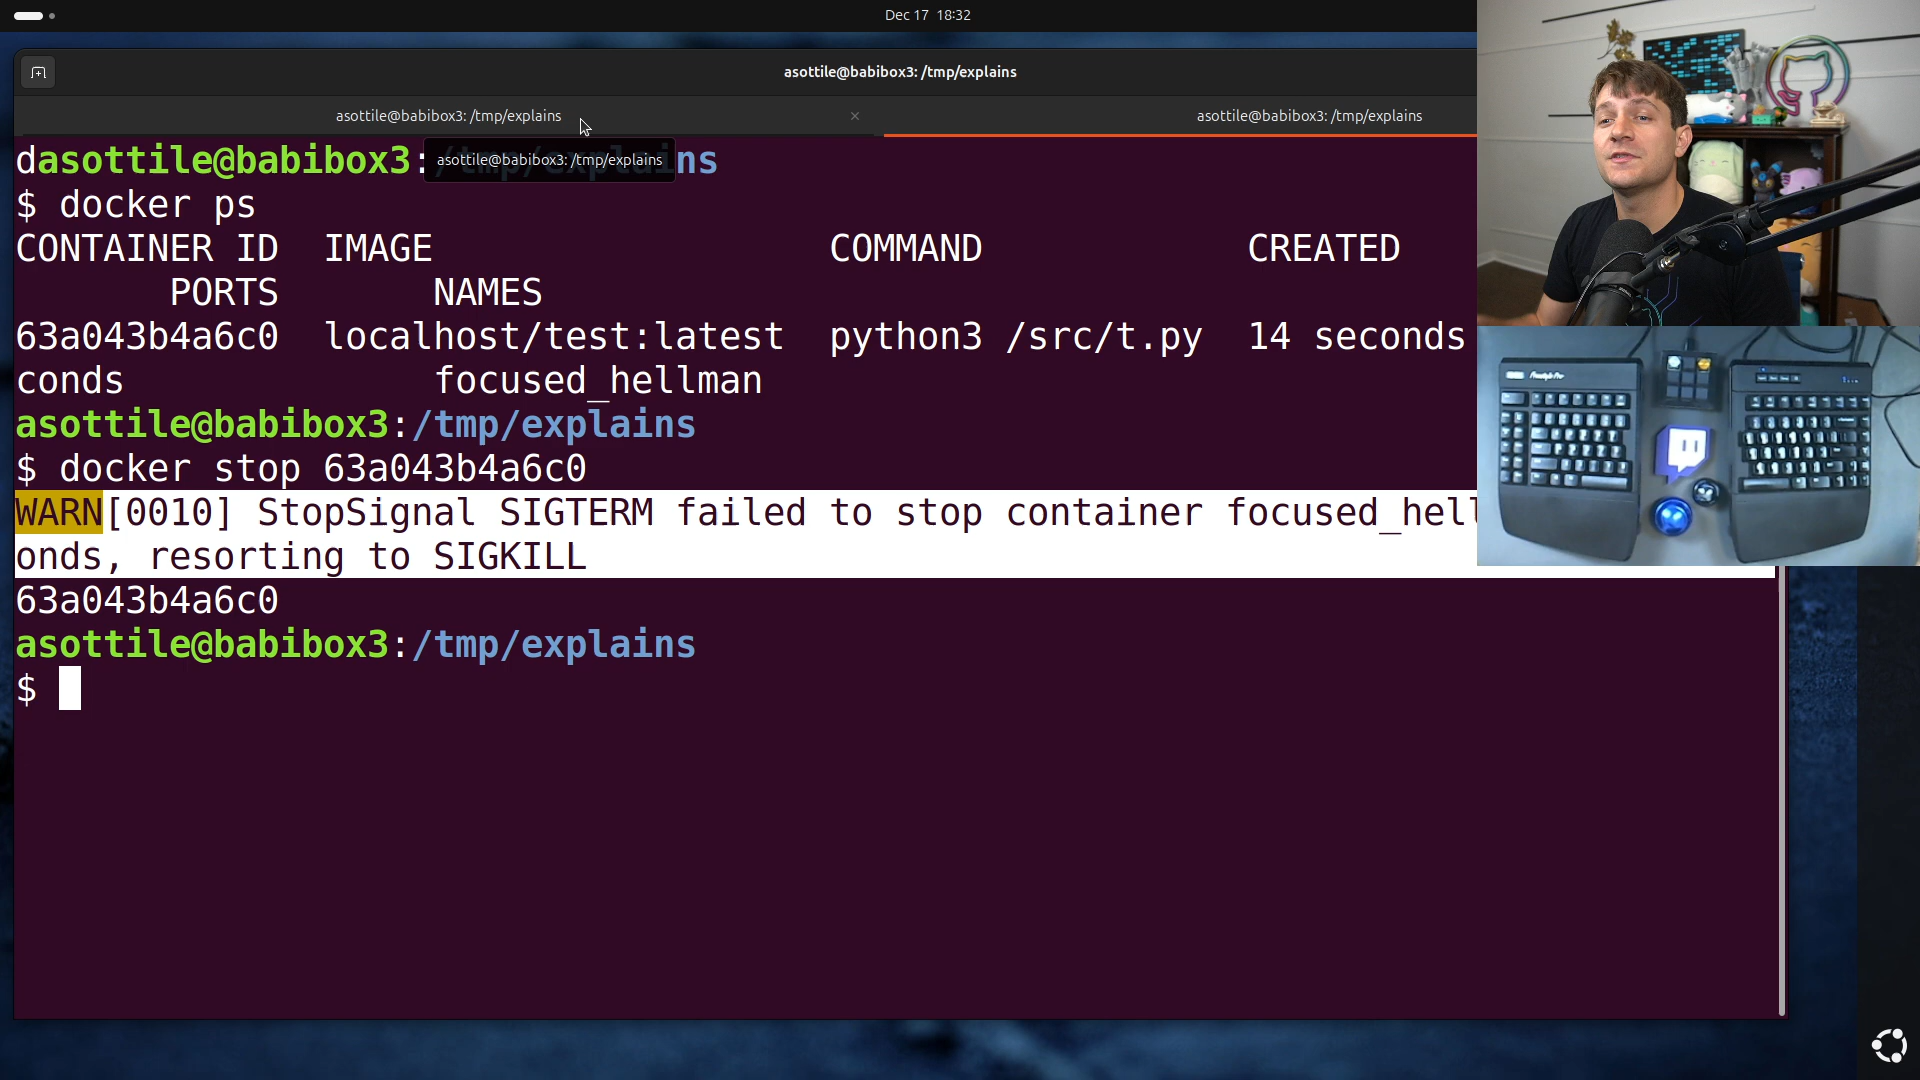 Dec 17 18:32
asottile@babibox3: /tmp/explains
asottile@babibox3: /tmp/explains
asottile@babibox3: /tmp/explains
dasottile@babibox3:/tmp/explains
asottile@babibox3: /tmp/explains
$ docker ps
CONTAINER ID IMAGE COMMAND CREATED
PORTS NAMES
63a043b4a6c0 localhost/test:latest python3 /src/t.py 14 seconds
conds focused_hellman
asottile@babibox3:/tmp/explains
$ docker stop 63a043b4a6c0
WARN[0010] StopSignal SIGTERM failed to stop container focused_hell
onds, resorting to SIGKILL
63a043b4a6c0
asottile@babibox3:/tmp/explains
$